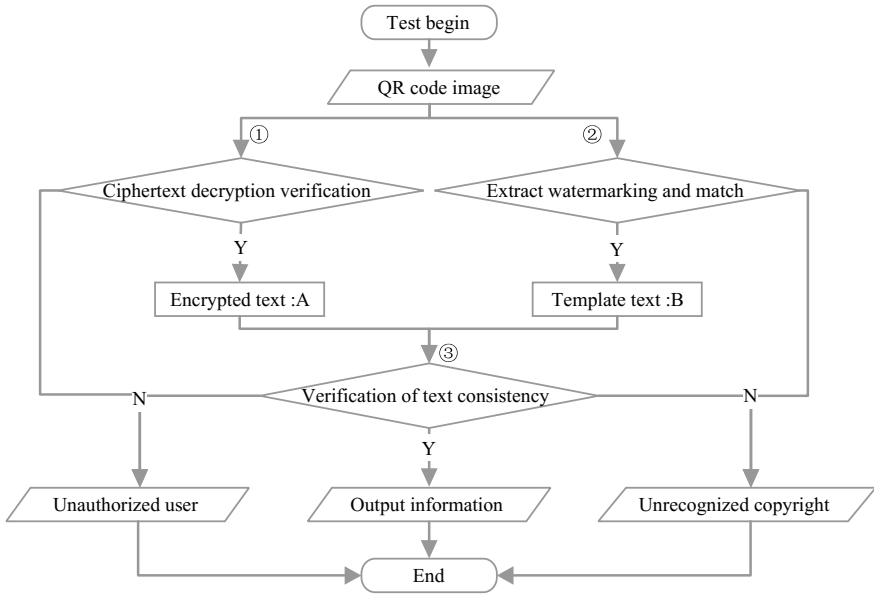 Test begin
QR code image
①
②
Ciphertext decryption verification
Extract watermarking and match
Y
Y
Encrypted text :A
Template text :B
③
Verification of text consistency
N
N
Y
Unauthorized user
Output information
Unrecognized copyright
End